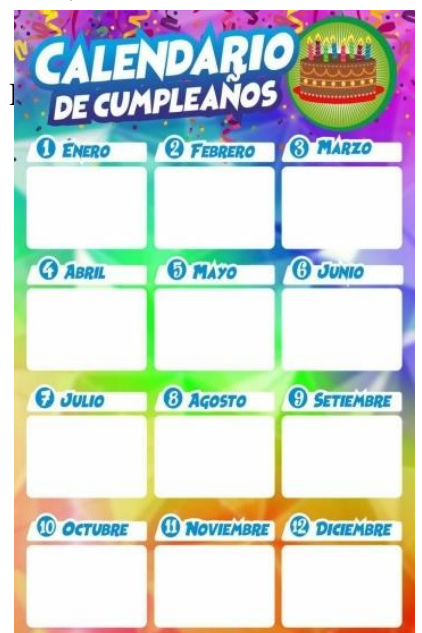 CALENDARIO
DE CUMPLEAÑOS
1 ENERO 2 FEBRERO 3 MARZO
4 ABRIL 5 MAYO 6 JUNIO
7 JULIO 8 AGOSTO 9 SETIEMBRE
10 OCTUBRE 11 NOVIEMBRE 12 DICIEMBRE